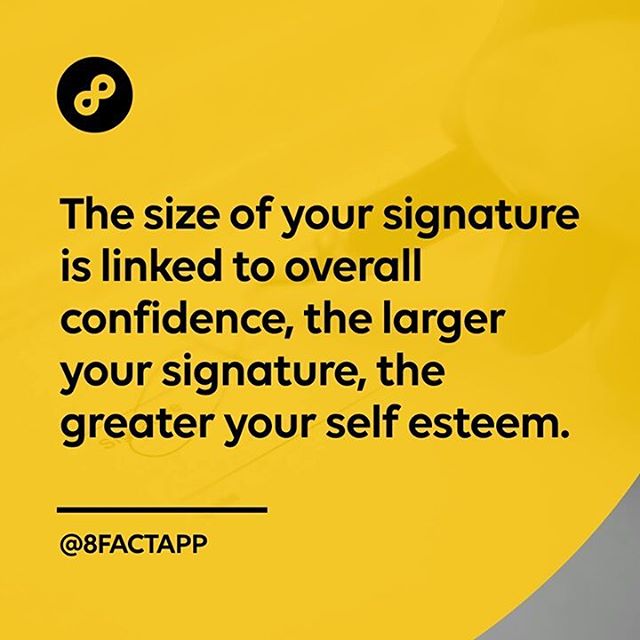 The size of your signature
is linked to overall
confidence, the larger
your signature, the
greater your self esteem.
@8FACTAPP